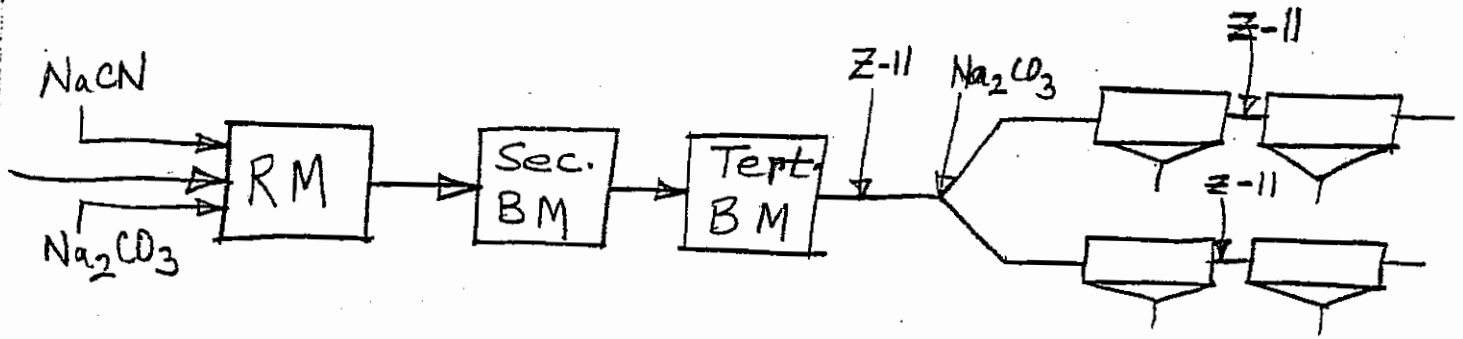 NaCN
RM
Na2CO3
Sec.
BM
Tert.
BM
Z-11
Na2CO3
Z-11
Z-11